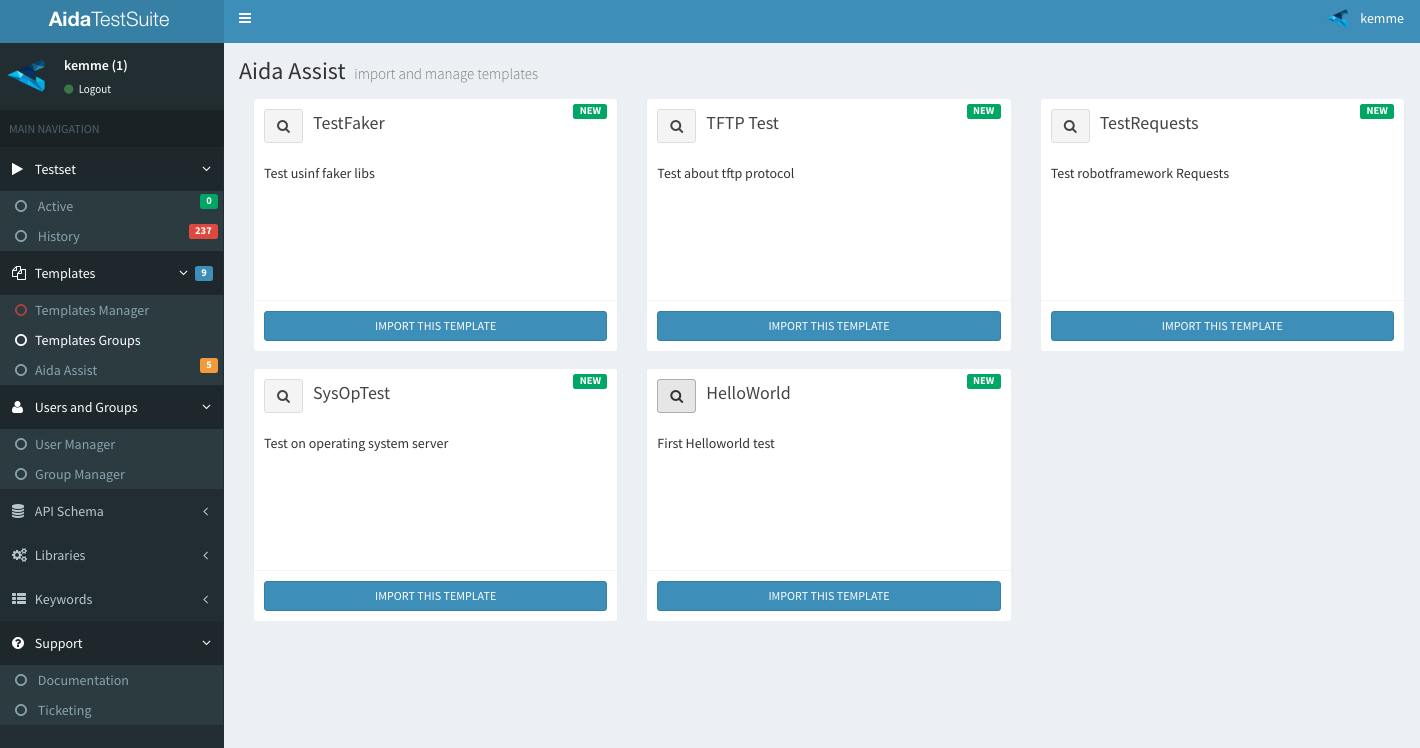 AidaTestSuite
kemme
kemme (1)
Logout
MAIN NAVIGATION
Testset
Active 0
History 237
Templates 9
Templates Manager
Templates Groups
Aida Assist 5
Users and Groups
User Manager
Group Manager
API Schema
Libraries
Keywords
Support
Documentation
Ticketing
Aida Assist import and manage templates
TestFaker NEW
Test usinf faker libs
IMPORT THIS TEMPLATE
TFTP Test NEW
Test about tftp protocol
IMPORT THIS TEMPLATE
TestRequests NEW
Test robotframework Requests
IMPORT THIS TEMPLATE
SysOpTest NEW
Test on operating system server
IMPORT THIS TEMPLATE
HelloWorld NEW
First Helloworld test
IMPORT THIS TEMPLATE